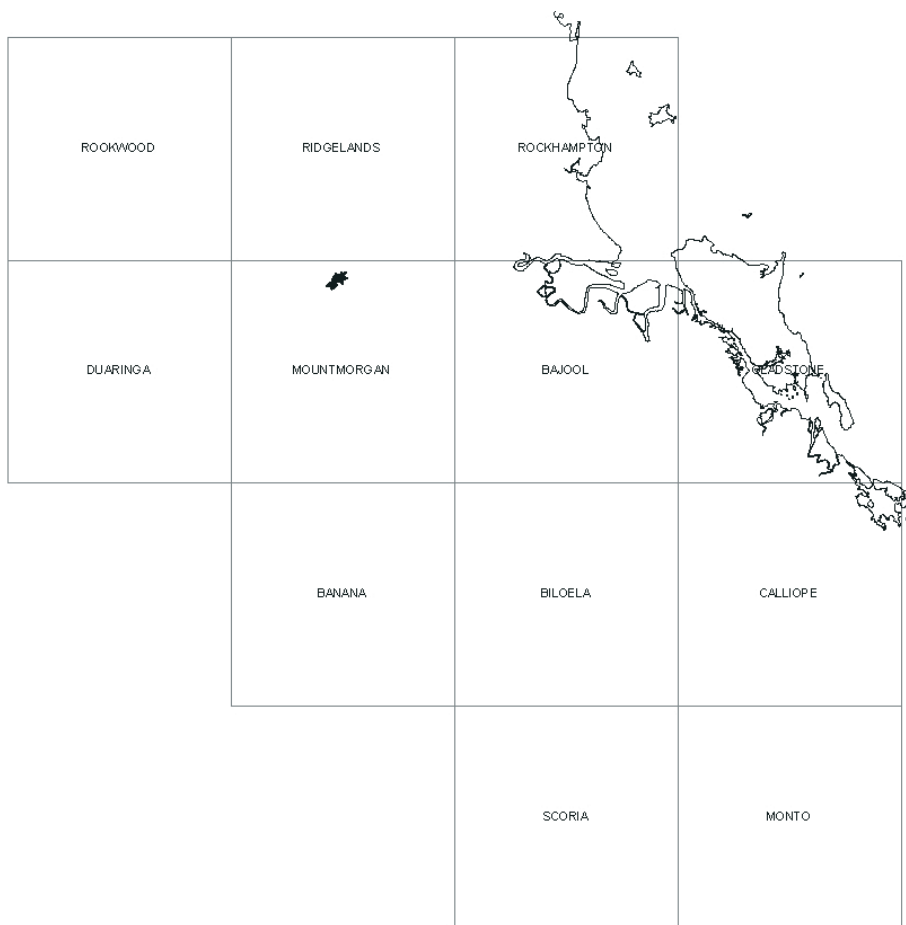 ROOKWOOD
RIDGELANDS
ROCKHAMPTON
DUARINGA
MOUNTMORGAN
BAJOOL
GLADSTONE
BANANA
BILOELA
CALLIOPE
SCORIA
MONTO